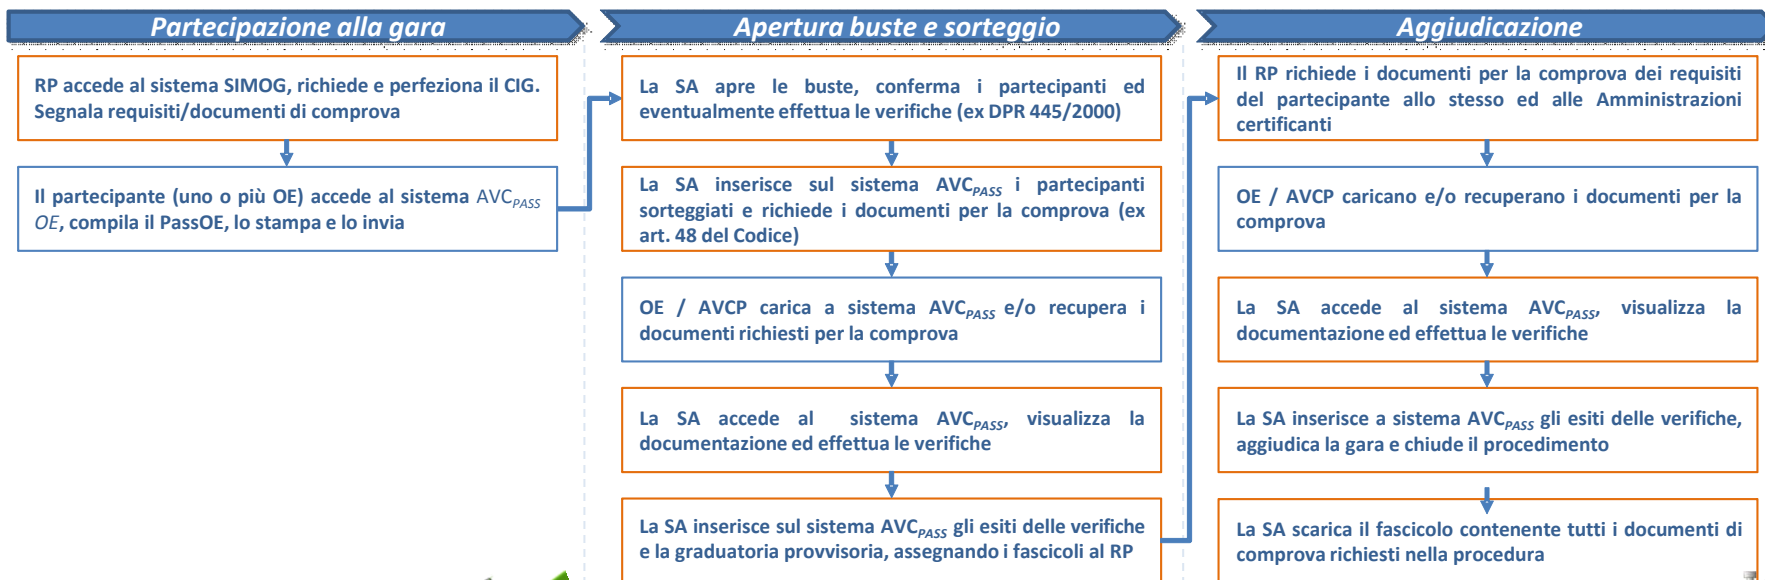 Partecipazione alla gara
RP accede al sistema SIMOG, richiede e perfeziona il CIG.
Segnala requisiti/documenti di comprova
Il partecipante (uno o più OE) accede al sistema AVCPASS
OE, compila il PassOE, lo stampa e lo invia
Apertura buste e sorteggio
La SA apre le buste, conferma i partecipanti ed
eventualmente effettua le verifiche (ex DPR 445/2000)
La SA inserisce sul sistema AVCPASS i partecipanti
sorteggiati e richiede i documenti per la comprova (ex
art. 48 del Codice)
OE / AVCP carica a sistema AVCPASS e/o recupera i
documenti richiesti per la comprova
La SA accede al sistema AVCPASS, visualizza la
documentazione ed effettua le verifiche
La SA inserisce sul sistema AVCPASS gli esiti delle verifiche
e la graduatoria provvisoria, assegnando i fascicoli al RP
Aggiudicazione
Il RP richiede i documenti per la comprova dei requisiti
del partecipante allo stesso ed alle Amministrazioni
certificanti
OE / AVCP caricano e/o recuperano i documenti per la
comprova
La SA accede al sistema AVCPASS, visualizza la
documentazione ed effettua le verifiche
La SA inserisce a sistema AVCPASS gli esiti delle verifiche,
aggiudica la gara e chiude il procedimento
La SA scarica il fascicolo contenente tutti i documenti di
comprova richiesti nella procedura